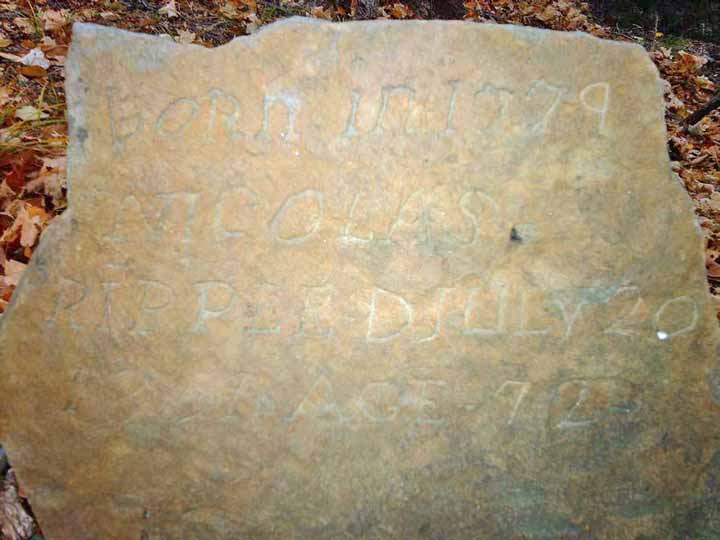 born in 1779
NICOLAS
RIPPEE D JULY 20
AGE 72